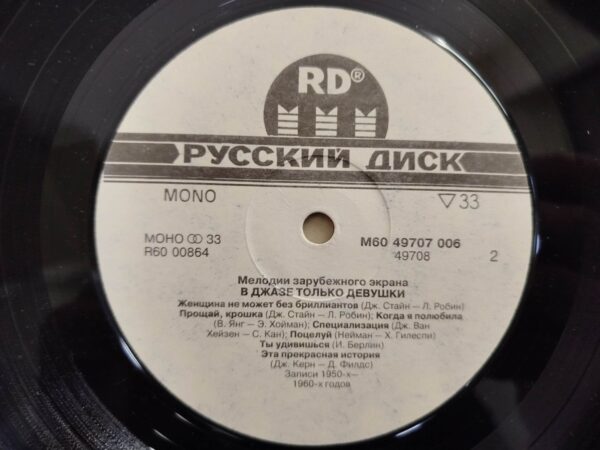 RD®
РУССКИЙ ДИСК
MONO
▽33
МОНО ⵔ 33
R60 00864
М60 49707 006
49708
2
Мелодии зарубежного экрана
В ДЖАЗЕ ТОЛЬКО ДЕВУШКИ
Женщина не может без бриллиантов (Дж. Стайн — Л. Робин)
Прощай, крошка (Дж. Стайн — Л. Робин); Когда я полюбила
(В. Янг — Э. Хойман); Специализация (Дж. Ван
Хейзен — С. Кан); Поцелуй (Нейман — Х. Гилеспи)
Ты удивишься (И. Берлин)
Эта прекрасная история
(Дж. Керн — Д. Филдс)
Записи 1950-х—
1960-х годов